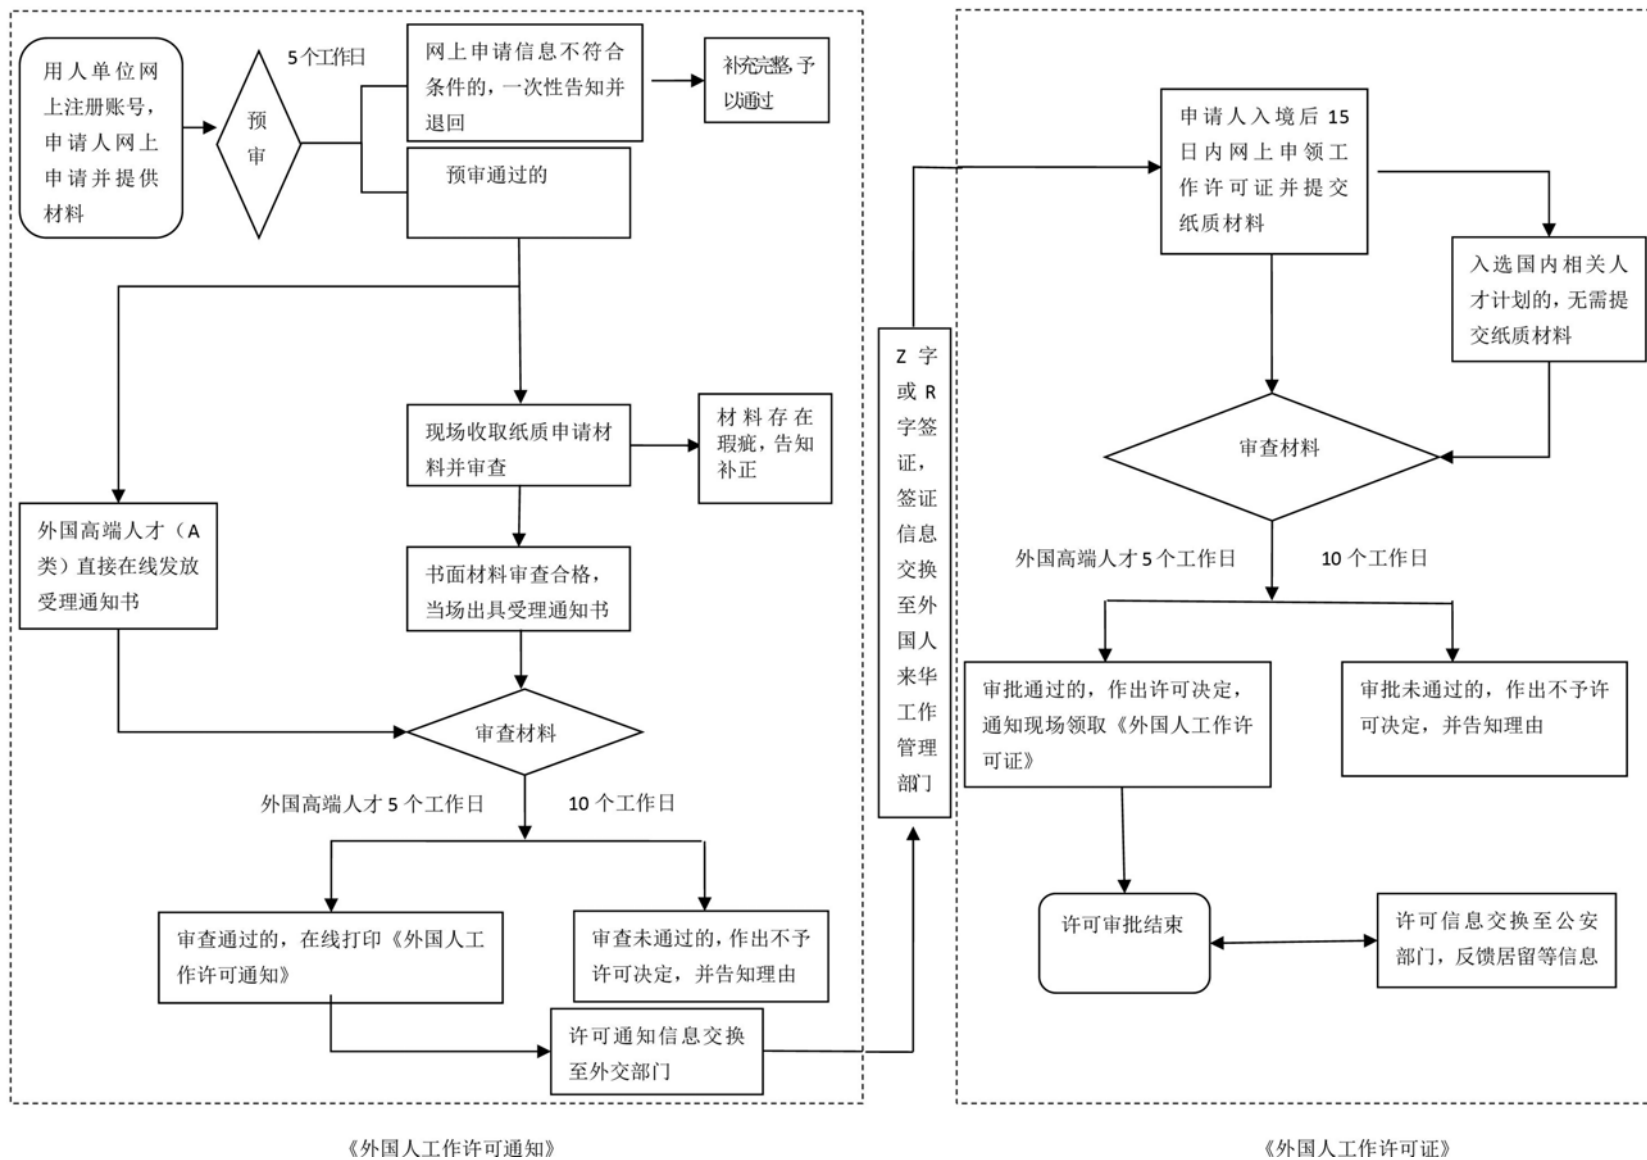 用人单位网
上注册账号，
申请人网上
申请并提供
材料
预
审
5个工作日
网上申请信息不符合
条件的，一次性告知并
退回
补充完整，予
以通过
预审通过的
现场收取纸质申请材
料并审查
材料存在
瑕疵，告知
补正
外国高端人才（A
类）直接在线发放
受理通知书
书面材料审查合格，
当场出具受理通知书
审查材料
外国高端人才5个工作日
10个工作日
审查通过的，在线打印《外国人工
作许可通知》
审查未通过的，作出不予
许可决定，并告知理由
许可通知信息交换
至外交部门
Z字
或R
字签
证，
签证
信息
交换
至外
国人
来华
工作
管理
部门
申请人入境后15
日内网上申领工
作许可证并提交
纸质材料
入选国内相关人
才计划的，无需提
交纸质材料
审查材料
外国高端人才5个工作日
10个工作日
审批通过的，作出许可决定，
通知现场领取《外国人工作许
可证》
审批未通过的，作出不予许
可决定，并告知理由
许可审批结束
许可信息交换至公安
部门，反馈居留等信息
《外国人工作许可通知》
《外国人工作许可证》